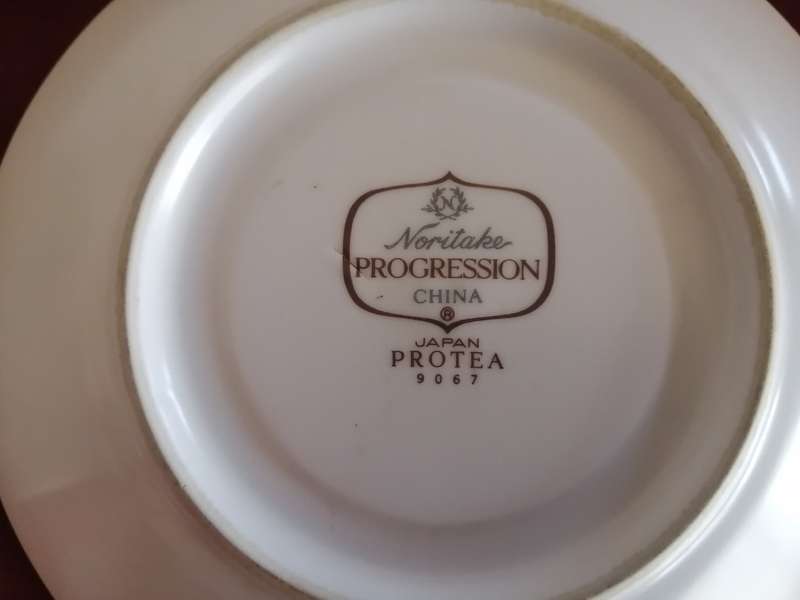 N
Noritake
PROGRESSION
CHINA
®
JAPAN
PROTEA
9067